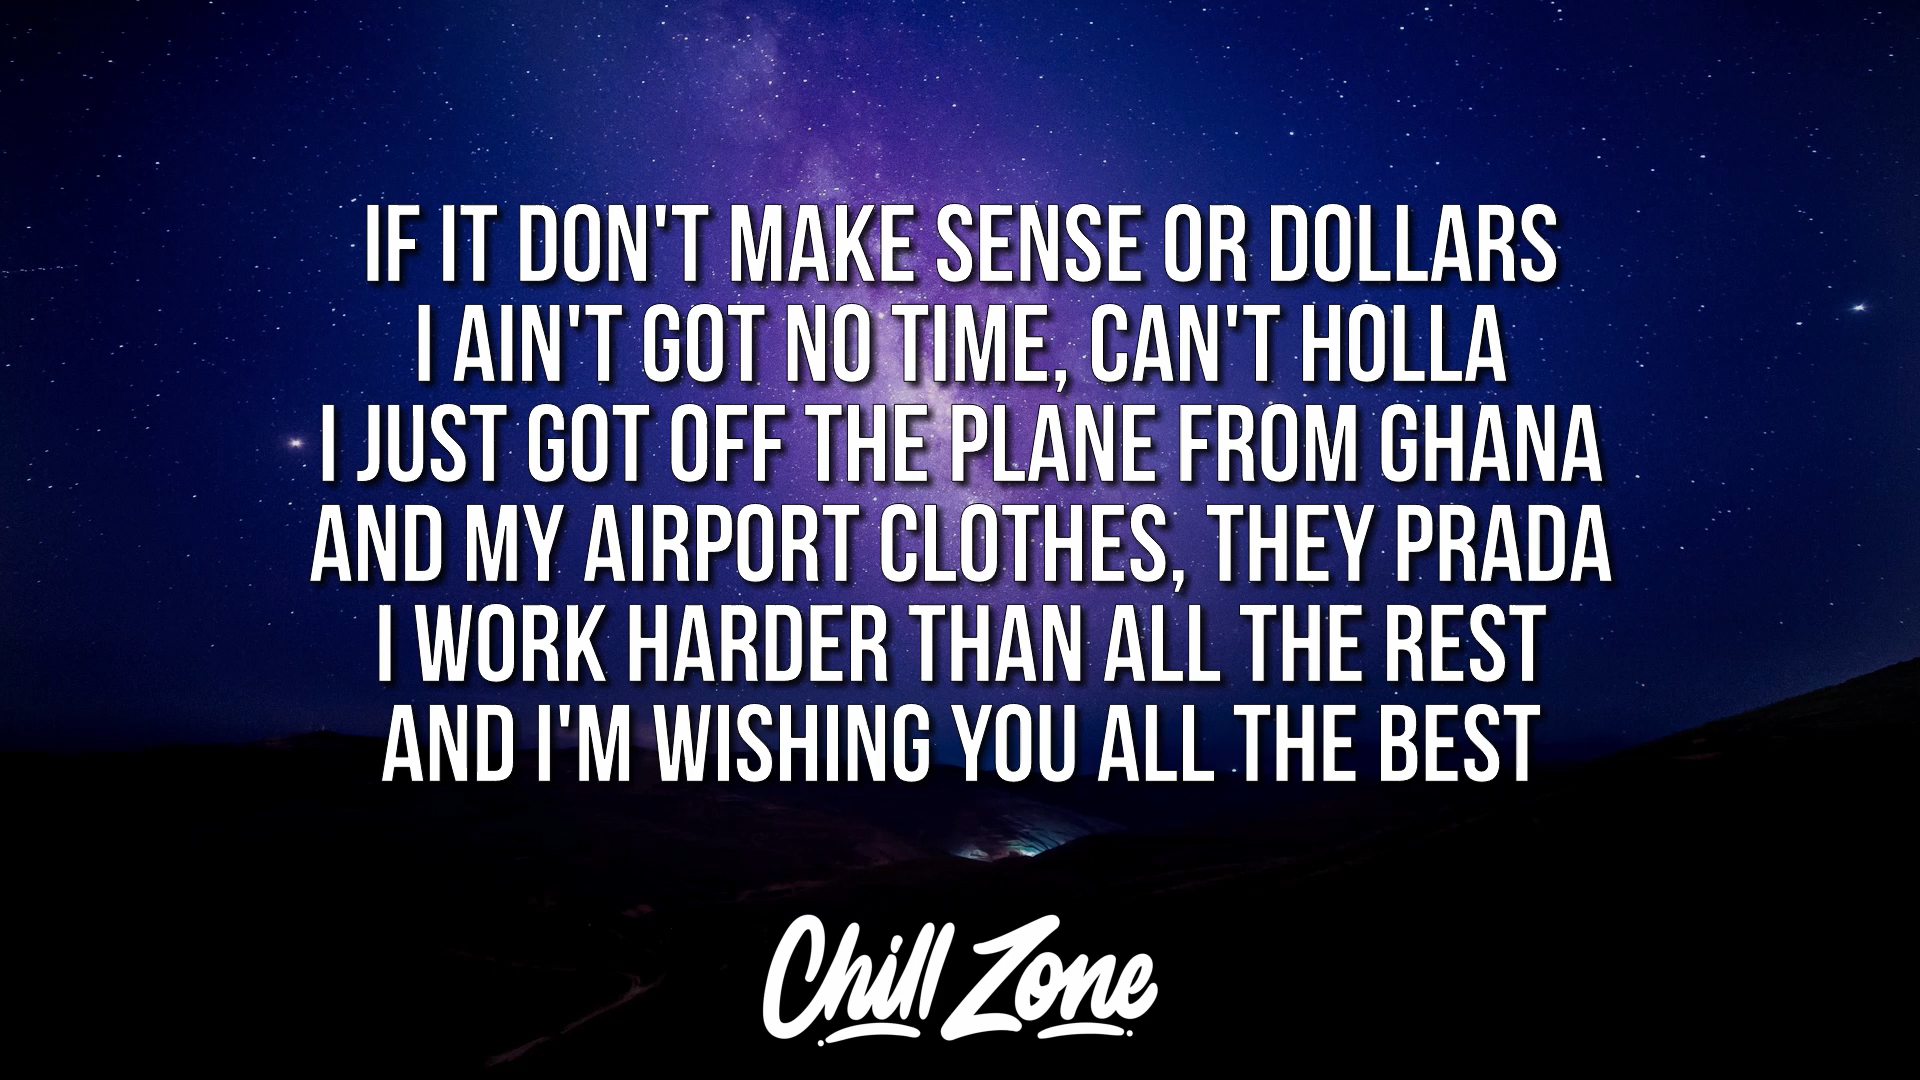 IF IT DON'T MAKE SENSE OR DOLLARS
I AIN'T GOT NO TIME, CAN'T HOLLA
I JUST GOT OFF THE PLANE FROM GHANA
AND MY AIRPORT CLOTHES, THEY PRADA
I WORK HARDER THAN ALL THE REST
AND I'M WISHING YOU ALL THE BEST
Chill Zone